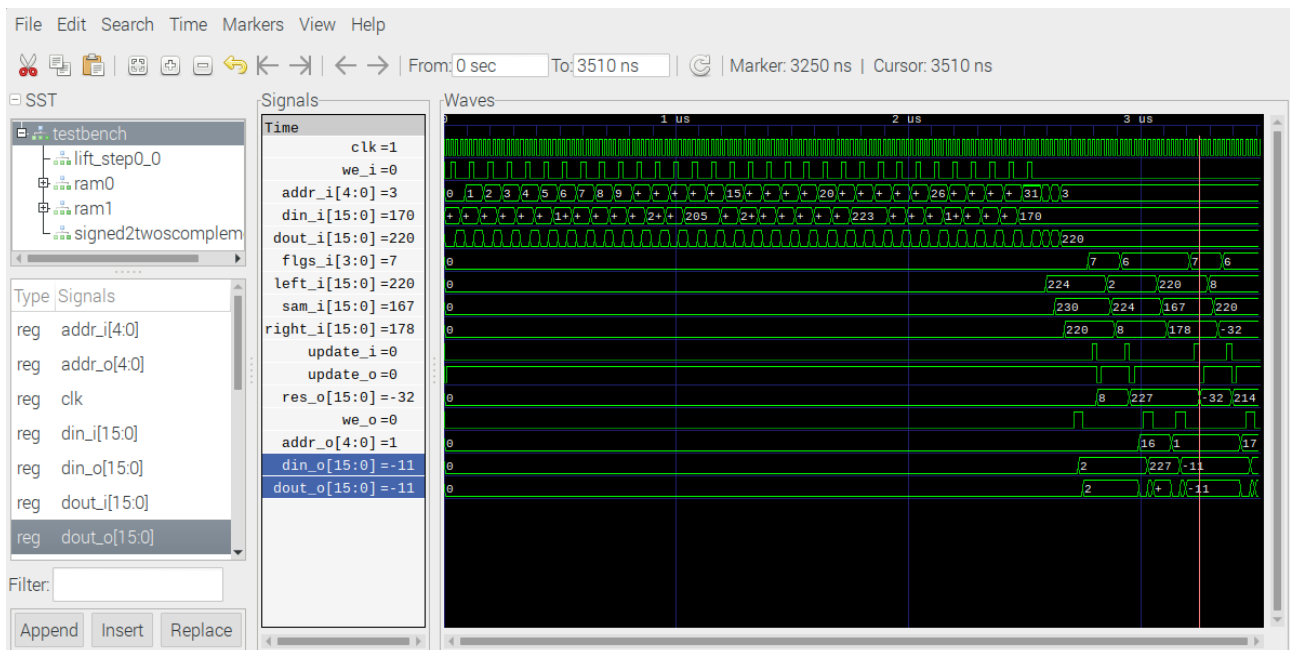 File Edit Search Time Markers View Help
From: 0 sec To: 3510 ns | Marker: 3250 ns | Cursor: 3510 ns
SST
testbench
lift_step0_0
ram0
ram1
signed2twoscomplem
Type Signals
reg addr_i[4:0]
reg addr_o[4:0]
reg clk
reg din_i[15:0]
reg din_o[15:0]
reg dout_i[15:0]
reg dout_o[15:0]
Filter:
Append Insert Replace
Signals
Time
clk =1
we_i =0
addr_i[4:0] =3
din_i[15:0] =170
dout_i[15:0] =220
flgs_i[3:0] =7
left_i[15:0] =220
sam_i[15:0] =167
right_i[15:0] =178
update_i =0
update_o =0
res_o[15:0] =-32
we_o =0
addr_o[4:0] =1
din_o[15:0] =-11
dout_o[15:0] =-11
Waves
0 1 us 2 us 3 us
0 1 2 3 4 5 6 7 8 9 + + + + + 15 + + + 20 + + + + + 26 + + + + 31 3
+ + + + + + 1+ + + + 2+ + 205 + 2+ + + + + + 223 + + + 1+ + + + 170
220
0 7 6 7 6
0 224 2 220 8
0 230 224 167 220
0 220 8 178 -32
0 8 227 -32 214
0 16 1 17
0 2 227 -11
0 2 + -11